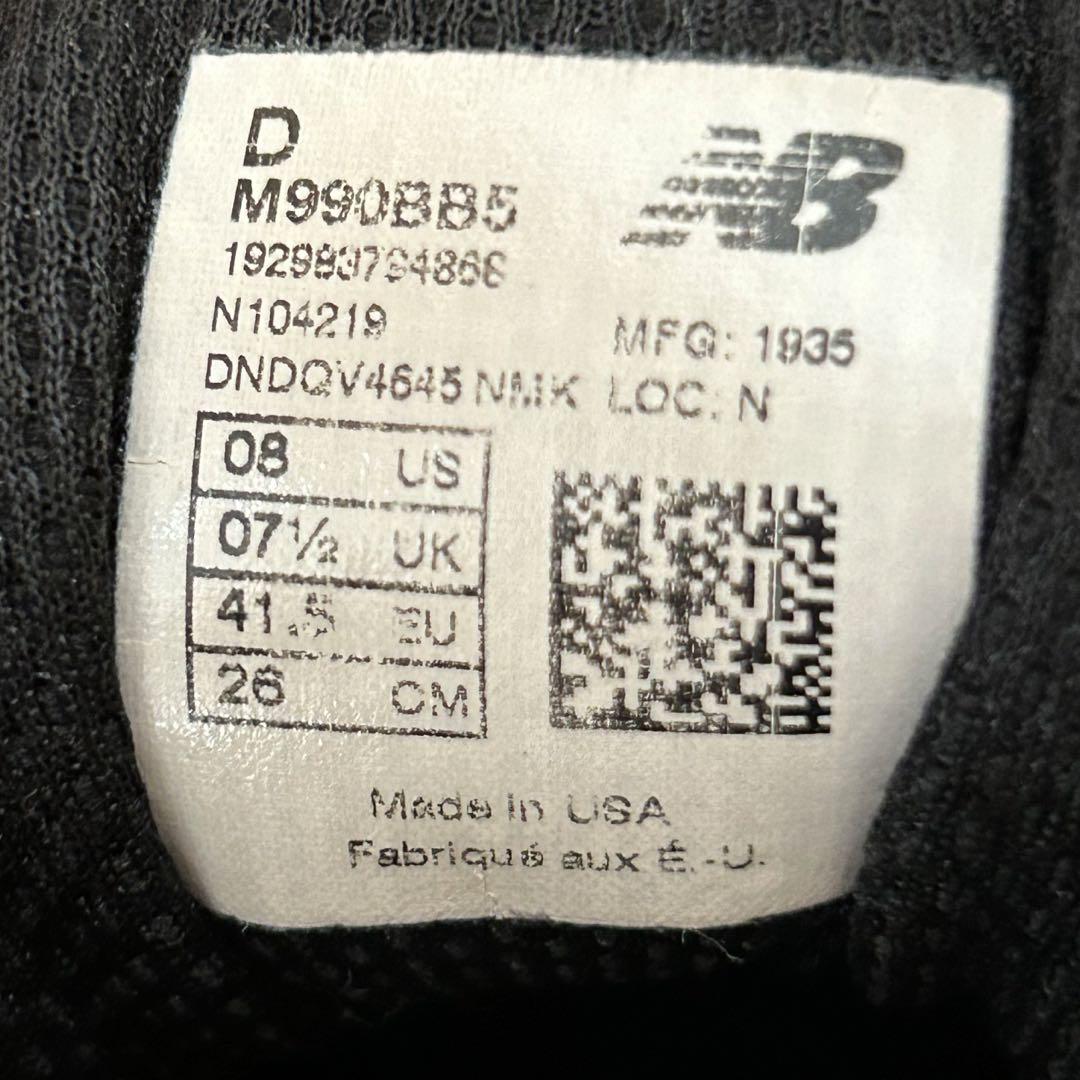 D
NB
M990BB5
192983794866
N104219
MFG: 1935
DNDQV4645 NMK LOC: N
08 US
07½ UK
41.5 EU
26 CM
Made in USA
Fabriqué aux É.-U.